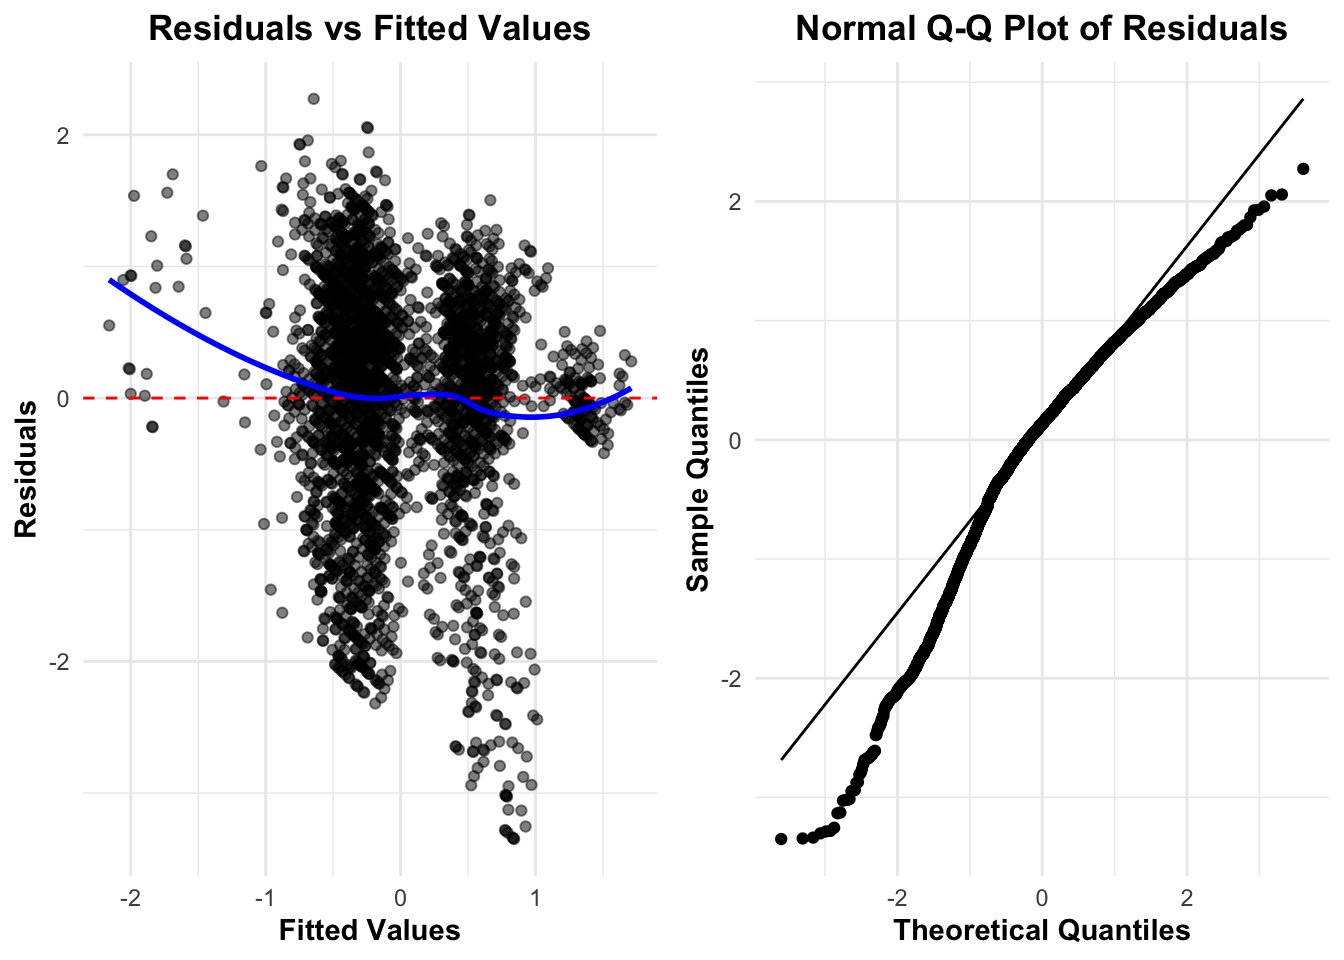 Residuals vs Fitted Values
Residuals
2
0
-2
-2
-1
0
1
Fitted Values
Normal Q-Q Plot of Residuals
Sample Quantiles
2
0
-2
-2
0
2
Theoretical Quantiles